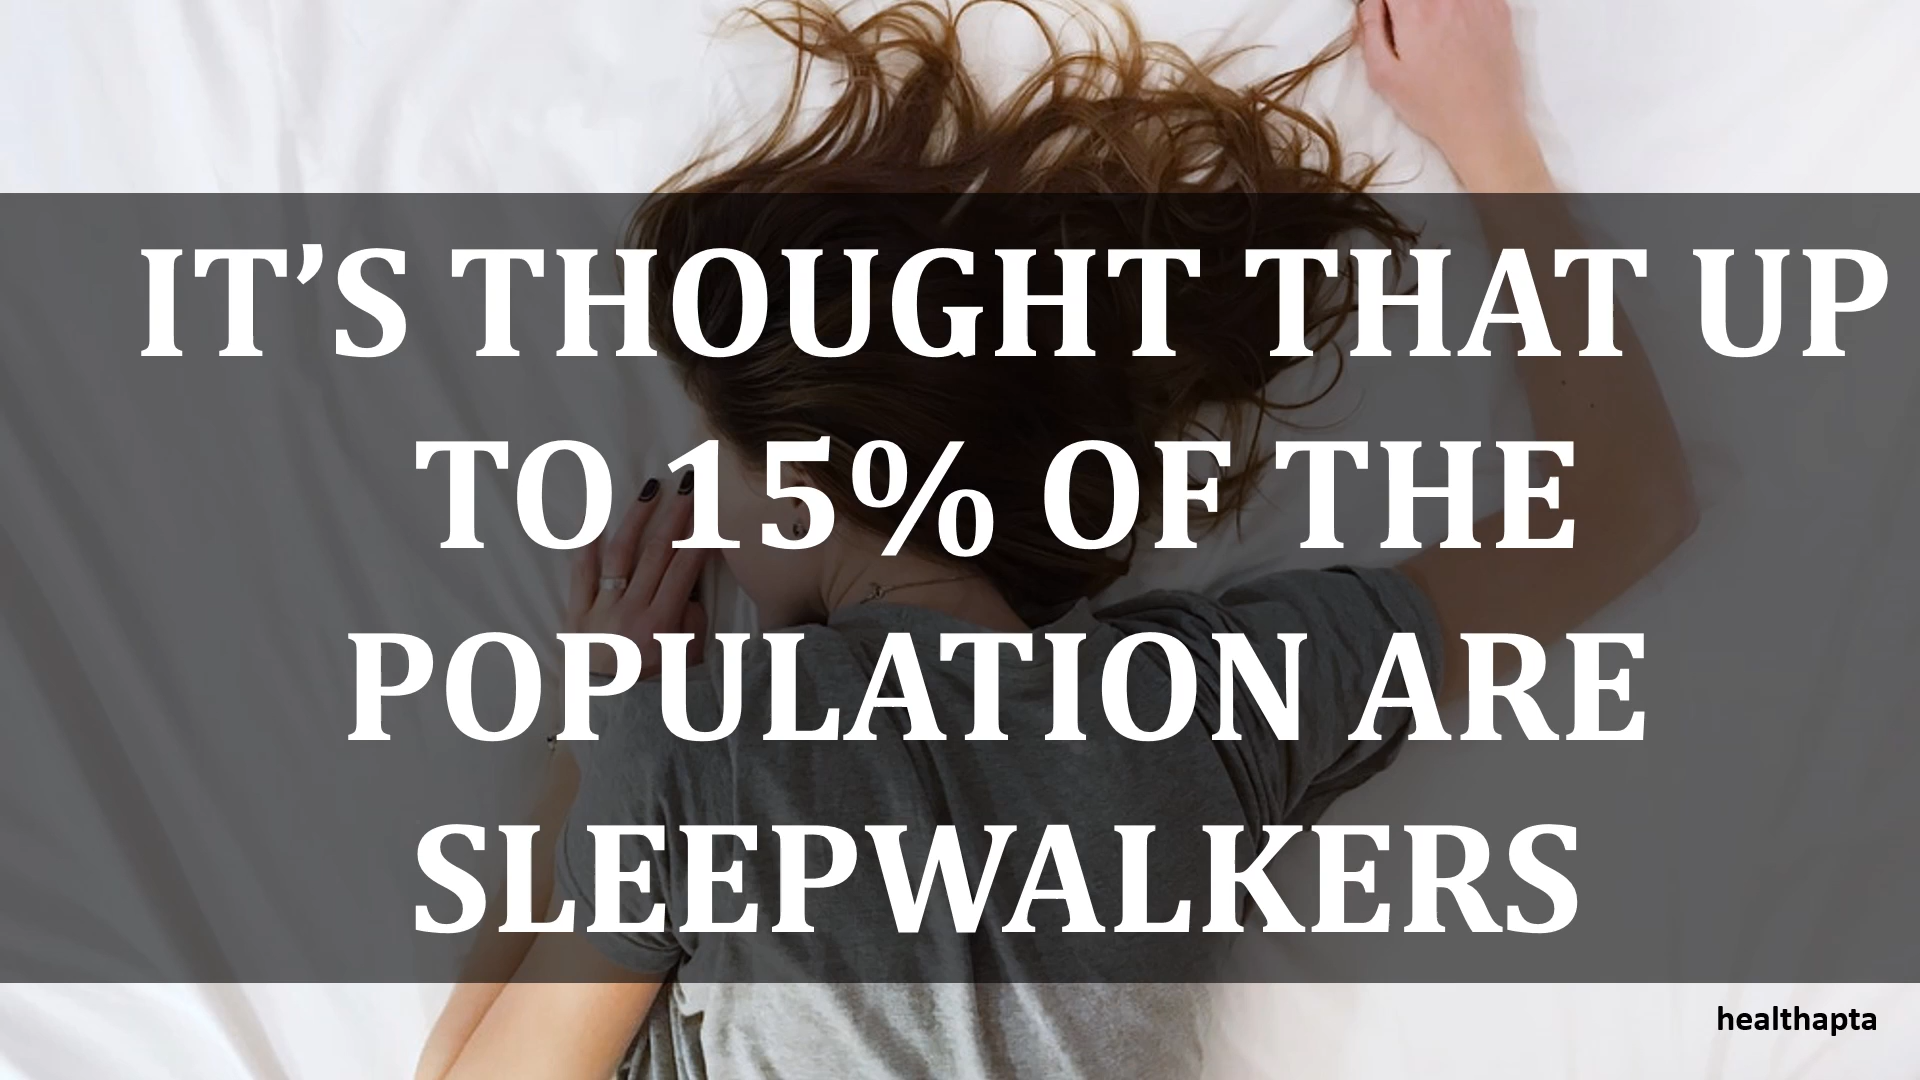 IT’S THOUGHT THAT UP
TO 15% OF THE
POPULATION ARE
SLEEPWALKERS
healthapta